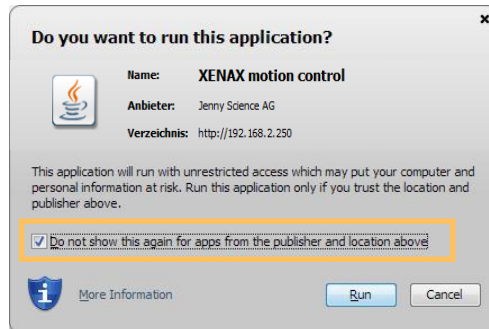 Do you want to run this application?
Name: XENAX motion control
Anbieter: Jenny Science AG
Verzeichnis: http://192.168.2.250
This application will run with unrestricted access which may put your computer and
personal information at risk. Run this application only if you trust the location and
publisher above.
Do not show this again for apps from the publisher and location above
More Information
Run
Cancel